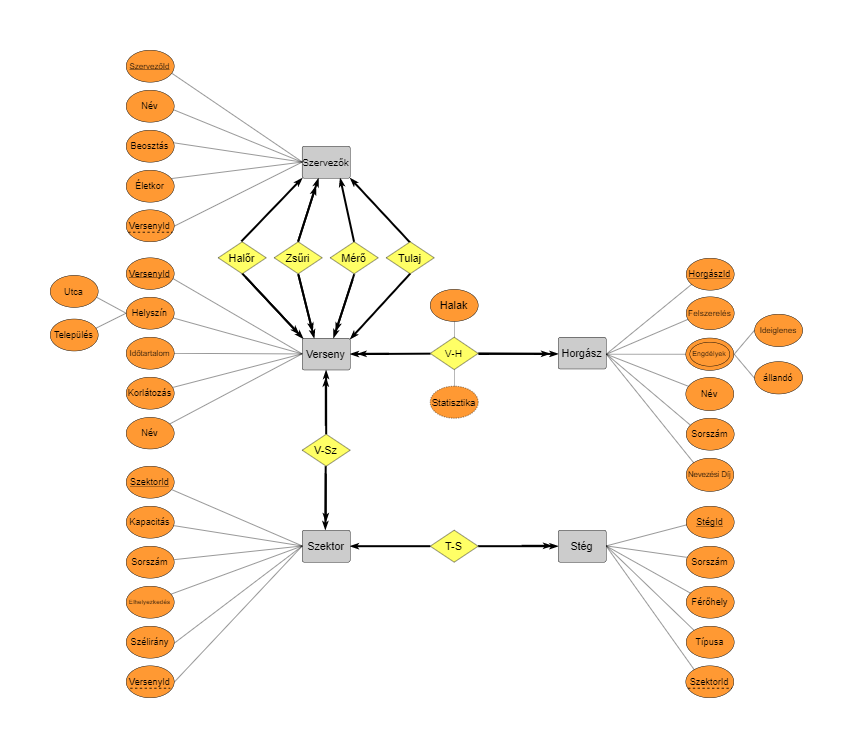 SzervezőId
Név
Beosztás
Életkor
VersenyId
Szervezők
Halőr
Zsűri
Mérő
Tulaj
VersenyId
Helyszín
Utca
Település
Időtartalom
Korlátozás
Név
Verseny
Halak
V-H
Statisztika
Horgász
HorgászId
Felszerelés
Engdélyek
Ideiglenes
állandó
Név
Sorszám
Nevezési Díj
V-Sz
SzektorId
Kapacitás
Sorszám
Elhelyszkedés
Szélirány
VersenyId
Szektor
T-S
Stég
StégId
Sorszám
Férőhely
Típusa
SzektorId